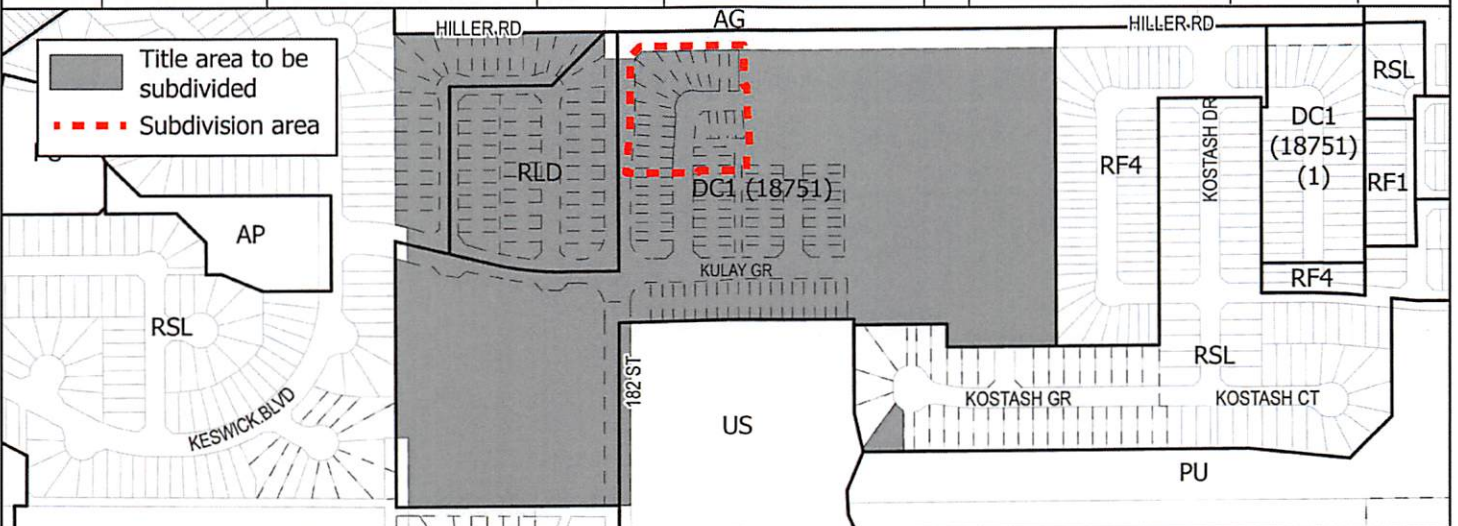 AG
HILLER RD
HILLER RD
Title area to be
subdivided
Subdivision area
RSL
DC1
(18751)
(1)
KOSTASH DR
RF4
RF1
RLD
DC1 (18751)
AP
KULAY GR
RF4
RSL
RSL
182 ST
KESWICK BLVD
KOSTASH GR
KOSTASH CT
US
PU